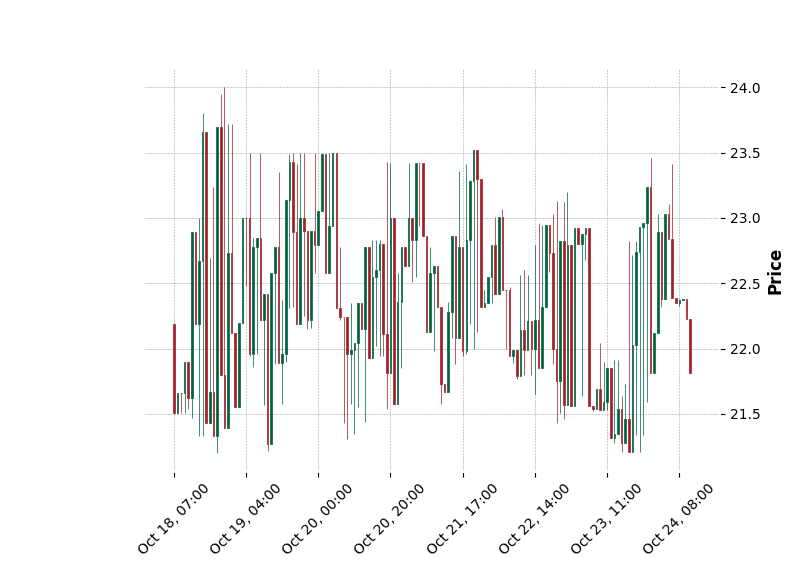 24.0
23.5
23.0
22.5
22.0
21.5
Price
Oct 18, 07:00
Oct 19, 04:00
Oct 20, 00:00
Oct 20, 20:00
Oct 21, 17:00
Oct 22, 14:00
Oct 23, 11:00
Oct 24, 08:00